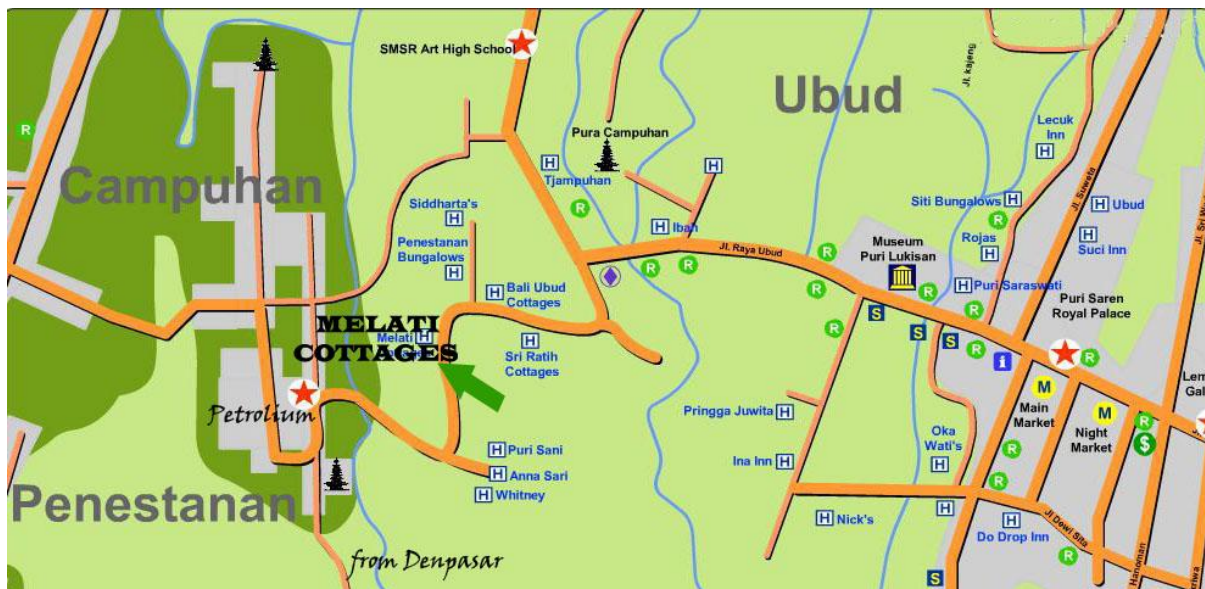 SMSR Art High School
Ubud
Jl. kajeng
Lecuk
Inn
Pura Campuhan
Tjampuhan
Campuhan
Siddharta's
Penestanan
Bungalows
Ibah
Jl. Raya Ubud
Museum
Puri Lukisan
Siti Bungalows
Rojas
Puri Saraswati
Jl. Suweta
Ubud
Suci Inn
Puri Saren
Royal Palace
Bali Ubud
Cottages
MELATI
COTTAGES
Melati
Sri Ratih
Cottages
Petrolium
Pringga Juwita
Ina Inn
Oka
Wati's
Main
Market
Night
Market
Puri Sani
Anna Sari
Whitney
Penestanan
from Denpasar
Nick's
Do Drop Inn
Jl Dewi Sita
Hanoman